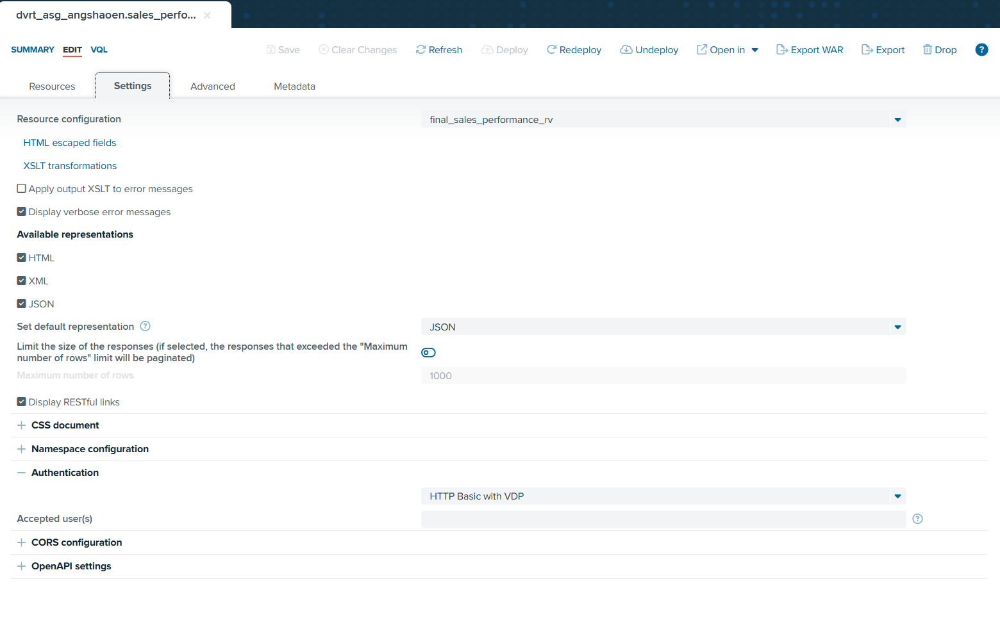 dvrt_asg_angshaoen.sales_perfo...
SUMMARY EDIT VQL Save Clear Changes Refresh Deploy Redeploy Undeploy Open in Export WAR Export Drop ?
Resources Settings Advanced Metadata
Resource configuration final_sales_performance_rv
HTML escaped fields
XSLT transformations
Apply output XSLT to error messages
Display verbose error messages
Available representations
HTML
XML
JSON
Set default representation ? JSON
Limit the size of the responses (if selected, the responses that exceeded the "Maximum
number of rows" limit will be paginated)
Maximum number of rows 1000
Display RESTful links
CSS document
Namespace configuration
Authentication
HTTP Basic with VDP
Accepted user(s) ?
CORS configuration
OpenAPI settings